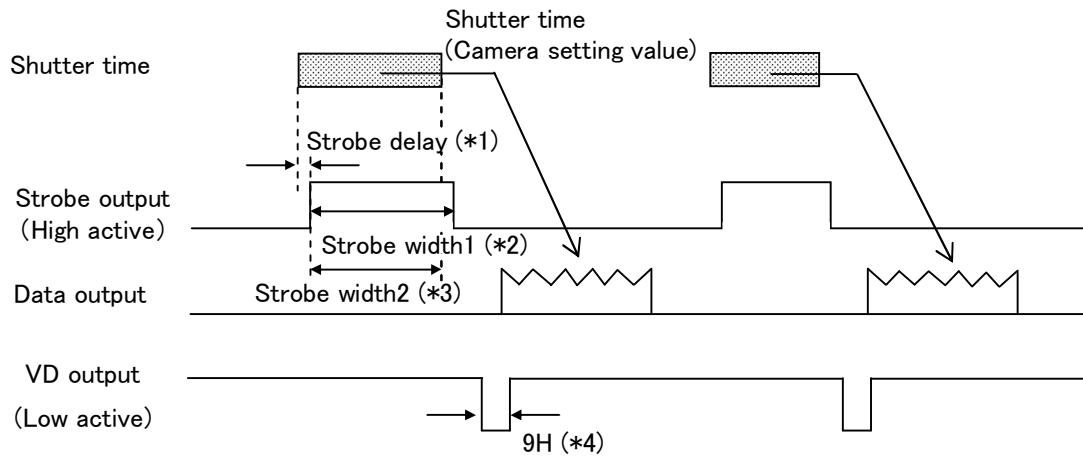 Shutter time
(Camera setting value)
Shutter time
Strobe delay (*1)
Strobe output
(High active)
Strobe width1 (*2)
Strobe width2 (*3)
Data output
VD output
(Low active)
9H (*4)